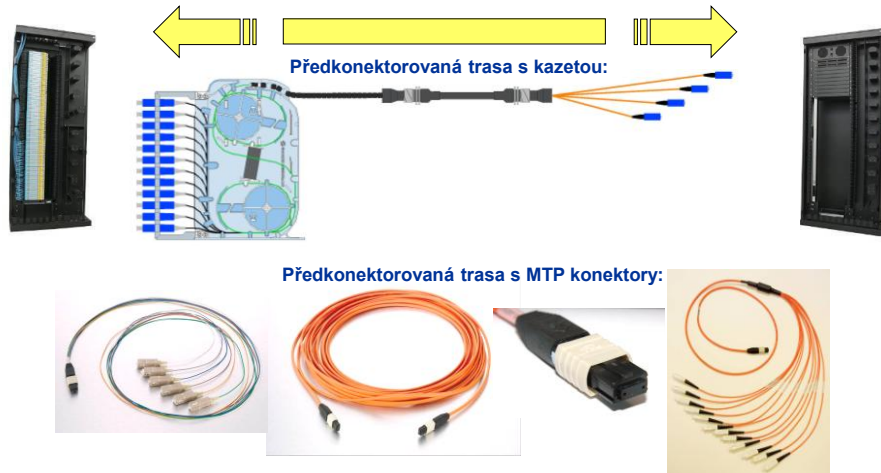 Předkonektorovaná trasa s kazetou:
Předkonektorovaná trasa s MTP konektory: